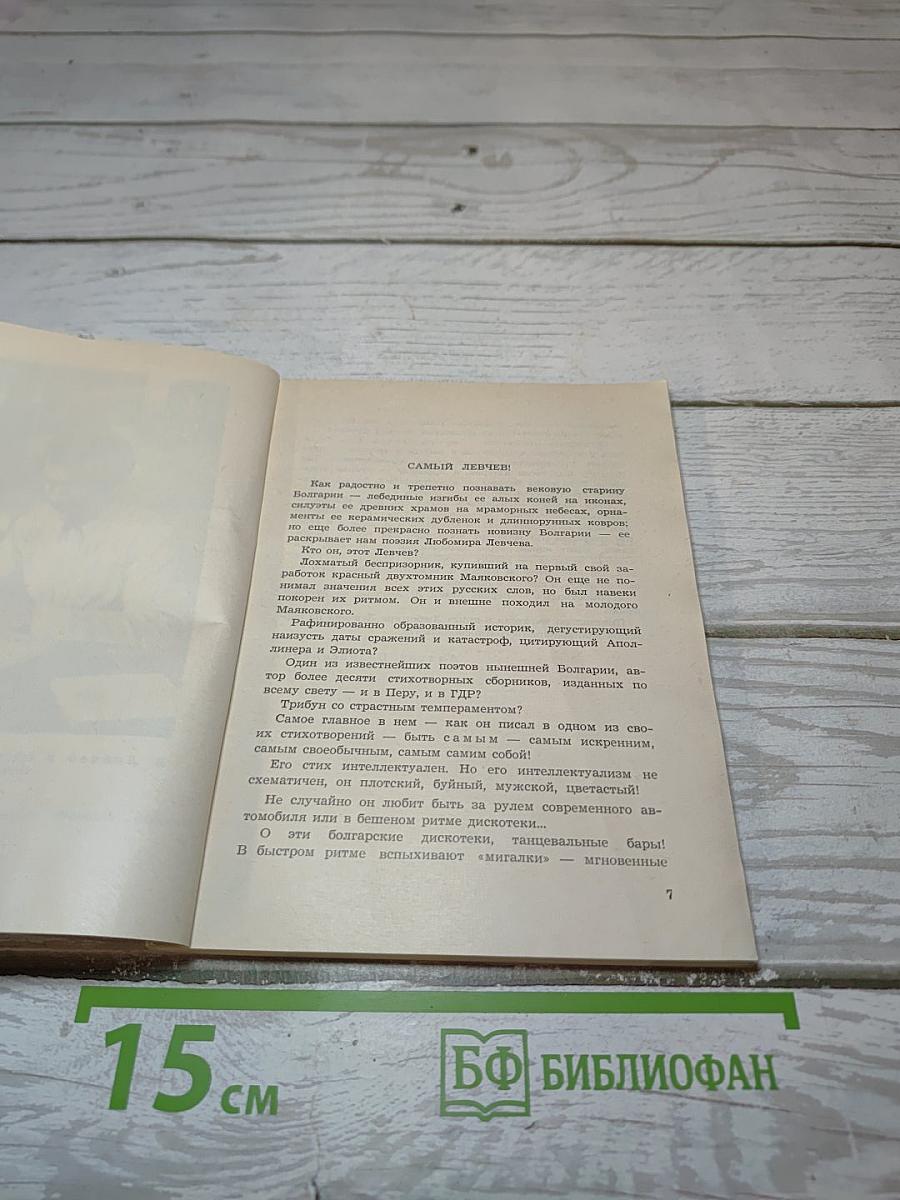 САМЫЙ ЛЕВЧЕВ!
Как радостно и трепетно познавать вековую старину
Болгарии — лебединые изгибы ее алых коней на иконах,
силуэты ее древних храмов на мраморных небесах, орна-
менты ее керамических дубленок и длиннорунных ковров;
но еще более прекрасно познать новизну Болгарии — ее
раскрывает нам поэзия Любомира Левчева.
Кто он, этот Левчев?
Лохматый беспризорник, купивший на первый свой за-
работок красный двухтомник Маяковского? Он еще не по-
нимал значения всех этих русских слов, но был навеки
покорен их ритмом. Он и внешне походил на молодого
Маяковского.
Рафинированно образованный историк, дегустирующий
наизусть даты сражений и катастроф, цитирующий Апол-
линера и Элиота?
Один из известнейших поэтов нынешней Болгарии, ав-
тор более десяти стихотворных сборников, изданных по
всему свету — и в Перу, и в ГДР?
Трибун со страстным темпераментом?
Самое главное в нем — как он писал в одном из сво-
их стихотворений — быть самым — самым искренним,
самым своеобычным, самым самим собой!
Его стих интеллектуален. Но его интеллектуализм не
схематичен, он плотский, буйный, мужской, цветастый!
Не случайно он любит быть за рулем современного ав-
томобиля или в бешеном ритме дискотеки...
О эти болгарские дискотеки, танцевальные бары!
В быстром ритме вспыхивают «мигалки» — мгновенные
7
15 см
БФ БИБЛИОФАН